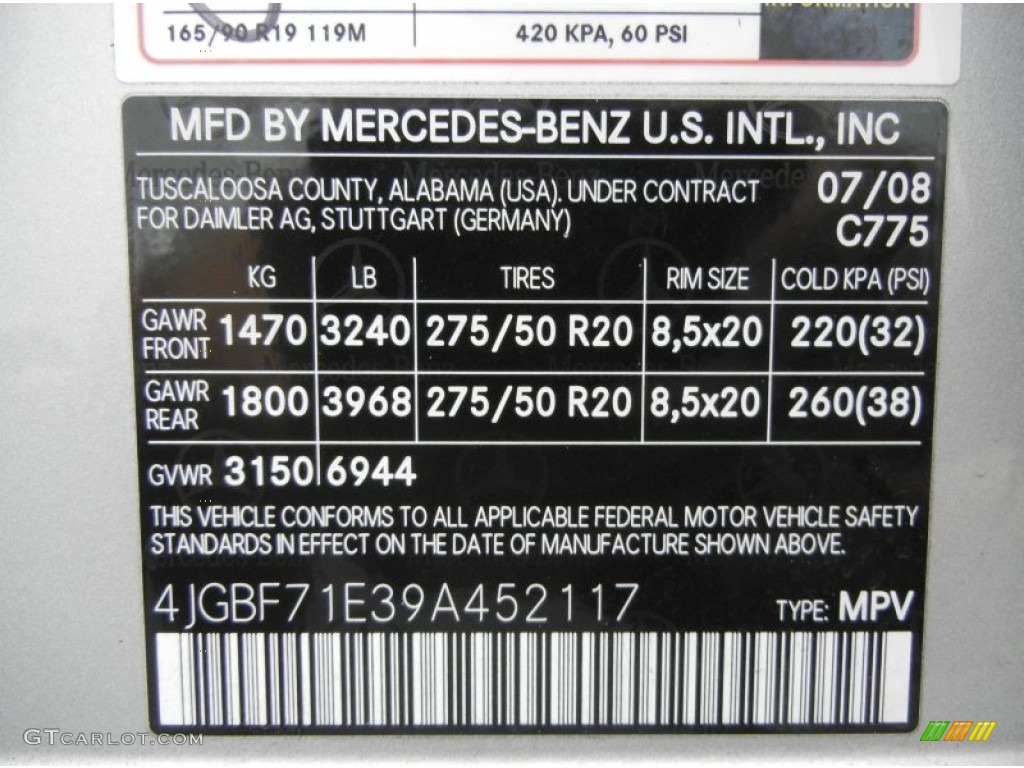 INFORMATION
165/90 R19 119M 420 KPA, 60 PSI
MFD BY MERCEDES-BENZ U.S. INTL., INC
TUSCALOOSA COUNTY, ALABAMA (USA). UNDER CONTRACT 07/08
FOR DAIMLER AG, STUTTGART (GERMANY) C775
KG LB TIRES RIM SIZE COLD KPA (PSI)
GAWR FRONT 1470 3240 275/50 R20 8,5x20 220(32)
GAWR REAR 1800 3968 275/50 R20 8,5x20 260(38)
GVWR 3150 6944
THIS VEHICLE CONFORMS TO ALL APPLICABLE FEDERAL MOTOR VEHICLE SAFETY
STANDARDS IN EFFECT ON THE DATE OF MANUFACTURE SHOWN ABOVE.
4JGBF71E39A452117 TYPE: MPV
GTCARLOT.COM